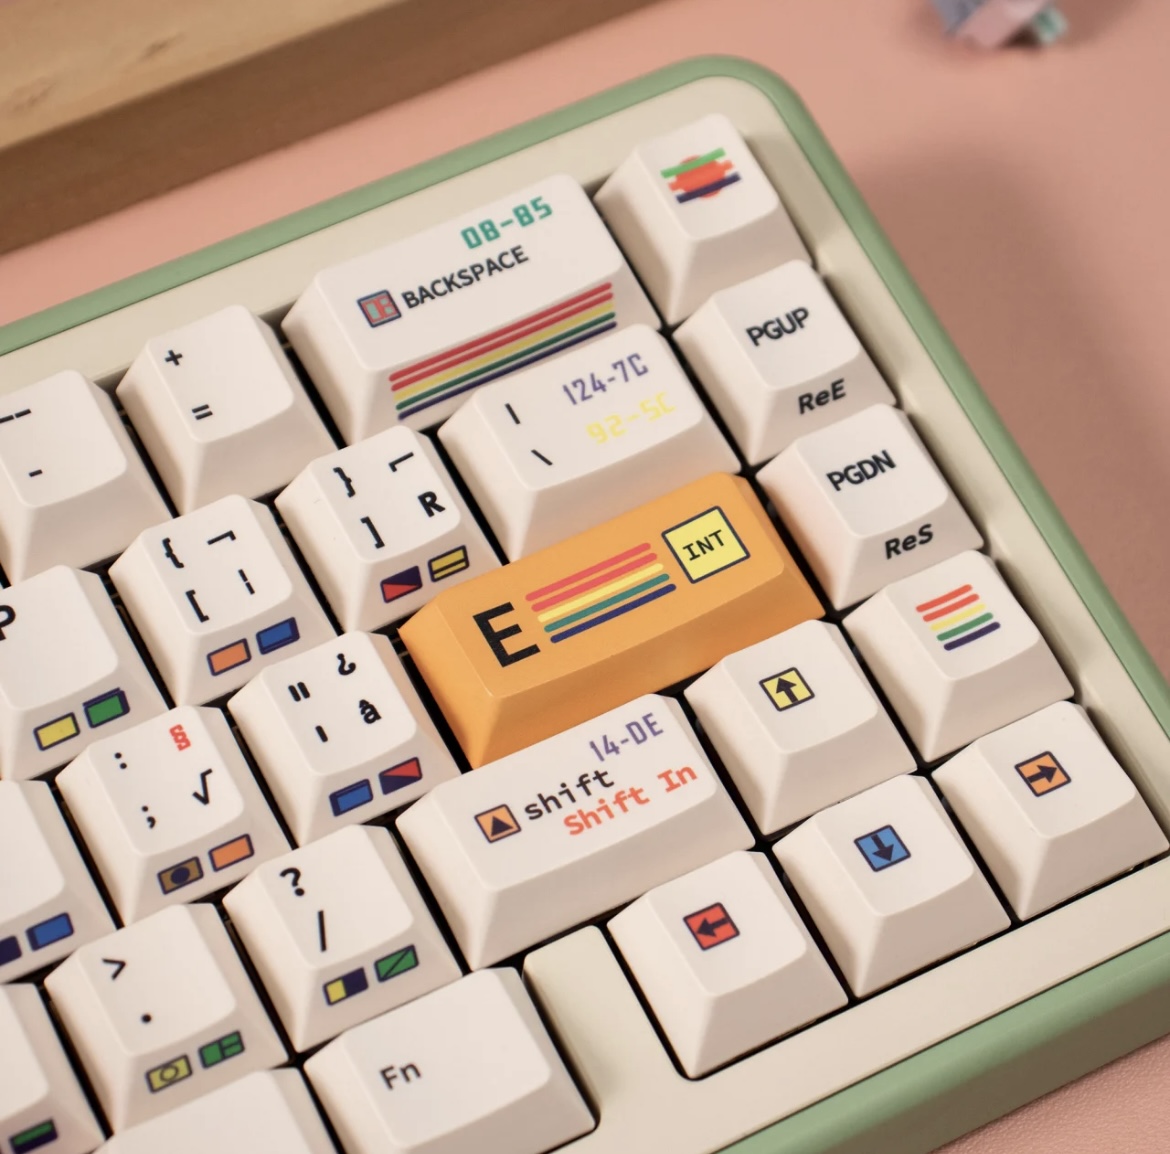 08-85
BACKSPACE
+
=
-
PGUP
ReE
124-7C
92-5C
|
\
}
]
R
{
[
P
PGDN
ReS
E
INT
"
'
¿
â
:
;
§
√
14-DE
shift
Shift In
?
/
>
.
Fn